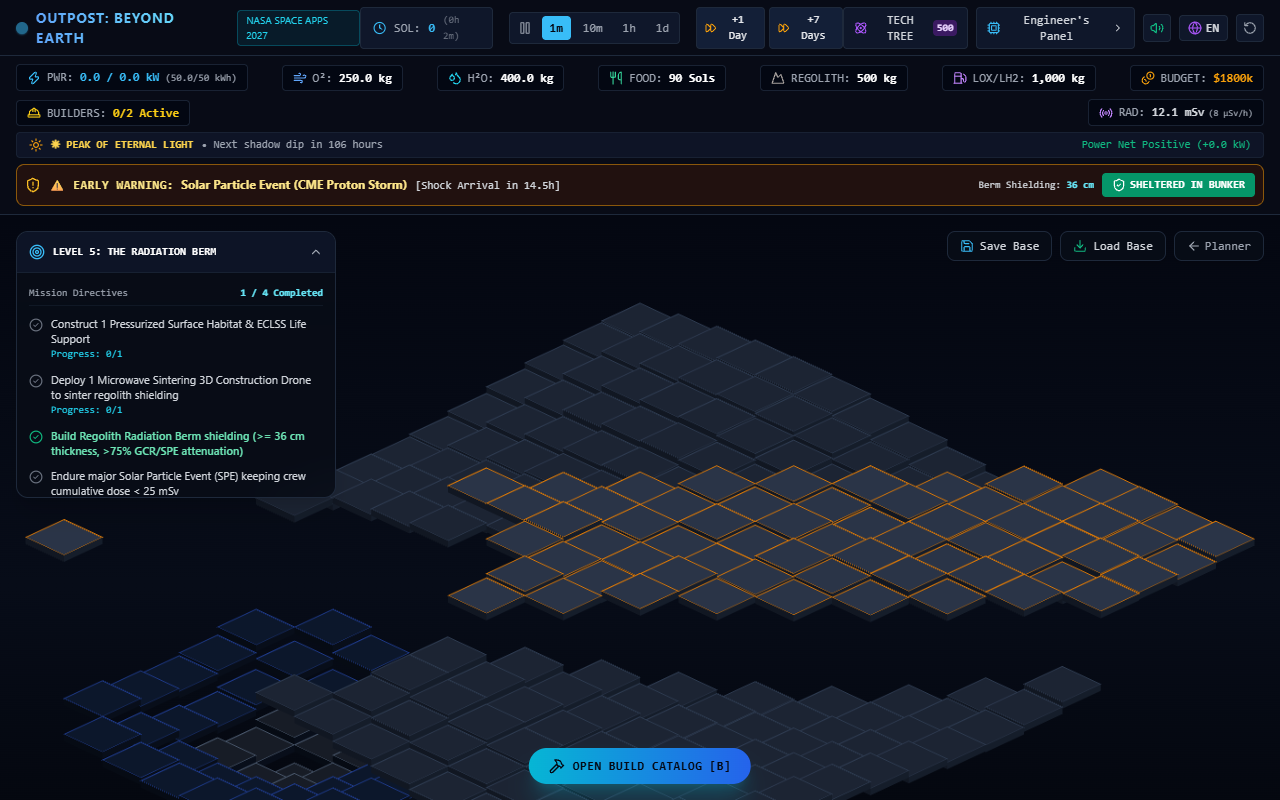 OUTPOST: BEYOND EARTH
NASA SPACE APPS 2027
SOL: 0 (0h 2m)
1m 10m 1h 1d
+1 Day
+7 Days
TECH TREE 500
Engineer's Panel
EN
PWR: 0.0 / 0.0 kW (50.0/50 kWh)
O²: 250.0 kg
H²O: 400.0 kg
FOOD: 90 Sols
REGOLITH: 500 kg
LOX/LH2: 1,000 kg
BUDGET: $1800k
BUILDERS: 0/2 Active
RAD: 12.1 mSv (8 µSv/h)
PEAK OF ETERNAL LIGHT • Next shadow dip in 106 hours
Power Net Positive (+0.0 kW)
EARLY WARNING: Solar Particle Event (CME Proton Storm) [Shock Arrival in 14.5h]
Berm Shielding: 36 cm
SHELTERED IN BUNKER
LEVEL 5: THE RADIATION BERM
Save Base
Load Base
← Planner
Mission Directives
1 / 4 Completed
Construct 1 Pressurized Surface Habitat & ECLSS Life
Support
Progress: 0/1
Deploy 1 Microwave Sintering 3D Construction Drone
to sinter regolith shielding
Progress: 0/1
Build Regolith Radiation Berm shielding (>= 36 cm
thickness, >75% GCR/SPE attenuation)
Endure major Solar Particle Event (SPE) keeping crew
cumulative dose < 25 mSv
OPEN BUILD CATALOG [B]